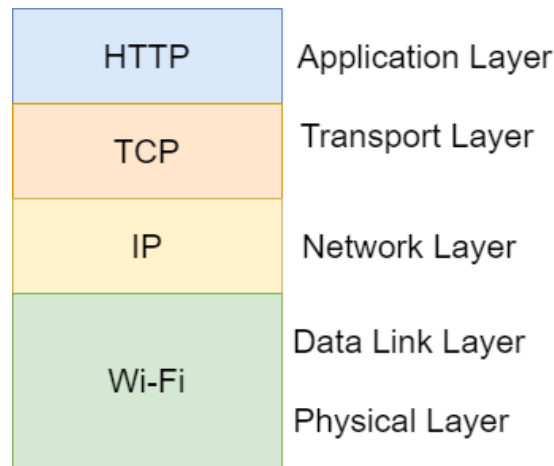 HTTP
Application Layer
TCP
Transport Layer
IP
Network Layer
Wi-Fi
Data Link Layer
Physical Layer